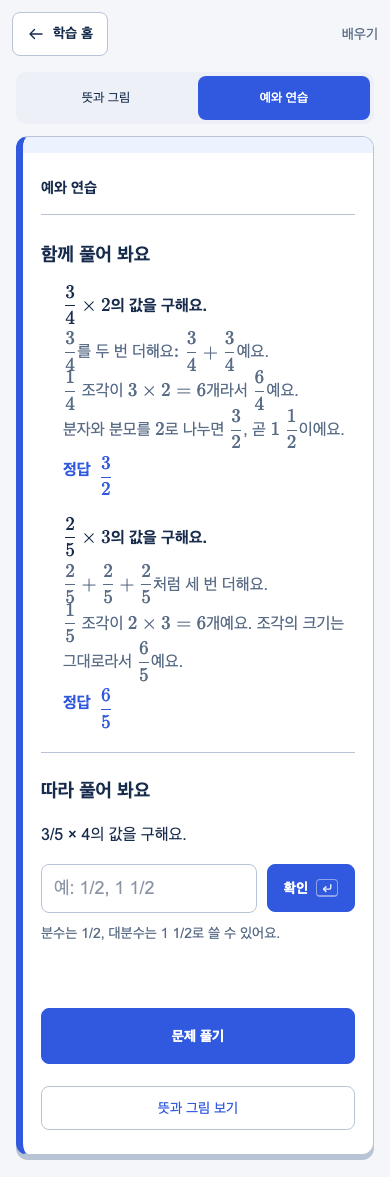 ← 학습 홈
배우기
뜻과 그림
예와 연습
예와 연습
함께 풀어 봐요
3/4 × 2의 값을 구해요.
3/4를 두 번 더해요: 3/4 + 3/4예요.
1/4 조각이 3 × 2 = 6개라서 6/4예요.
분자와 분모를 2로 나누면 3/2, 곧 1 1/2이에요.
정답 3/2
2/5 × 3의 값을 구해요.
2/5 + 2/5 + 2/5처럼 세 번 더해요.
1/5 조각이 2 × 3 = 6개예요. 조각의 크기는
그대로라서 6/5예요.
정답 6/5
따라 풀어 봐요
3/5 × 4의 값을 구해요.
예: 1/2, 1 1/2
확인 ↵
분수는 1/2, 대분수는 1 1/2로 쓸 수 있어요.
문제 풀기
뜻과 그림 보기